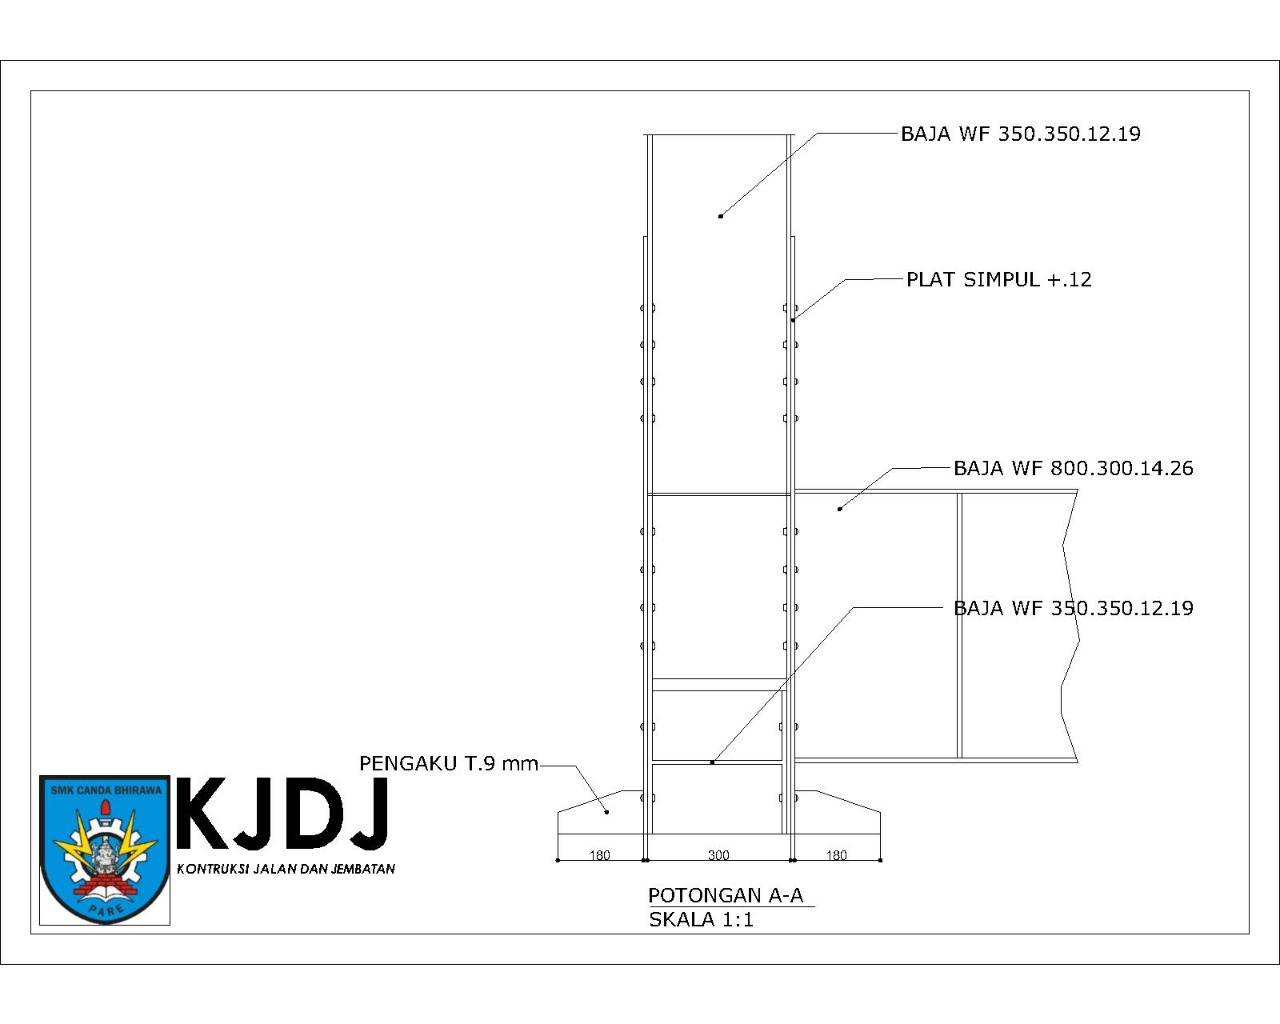 BAJA WF 350.350.12.19
PLAT SIMPUL +.12
BAJA WF 800.300.14.26
BAJA WF 350.350.12.19
PENGAKU T.9 mm
SMK CANDA BHIRAWA
PARE
KJDJ
KONTRUKSI JALAN DAN JEMBATAN
180
300
180
POTONGAN A-A
SKALA 1:1